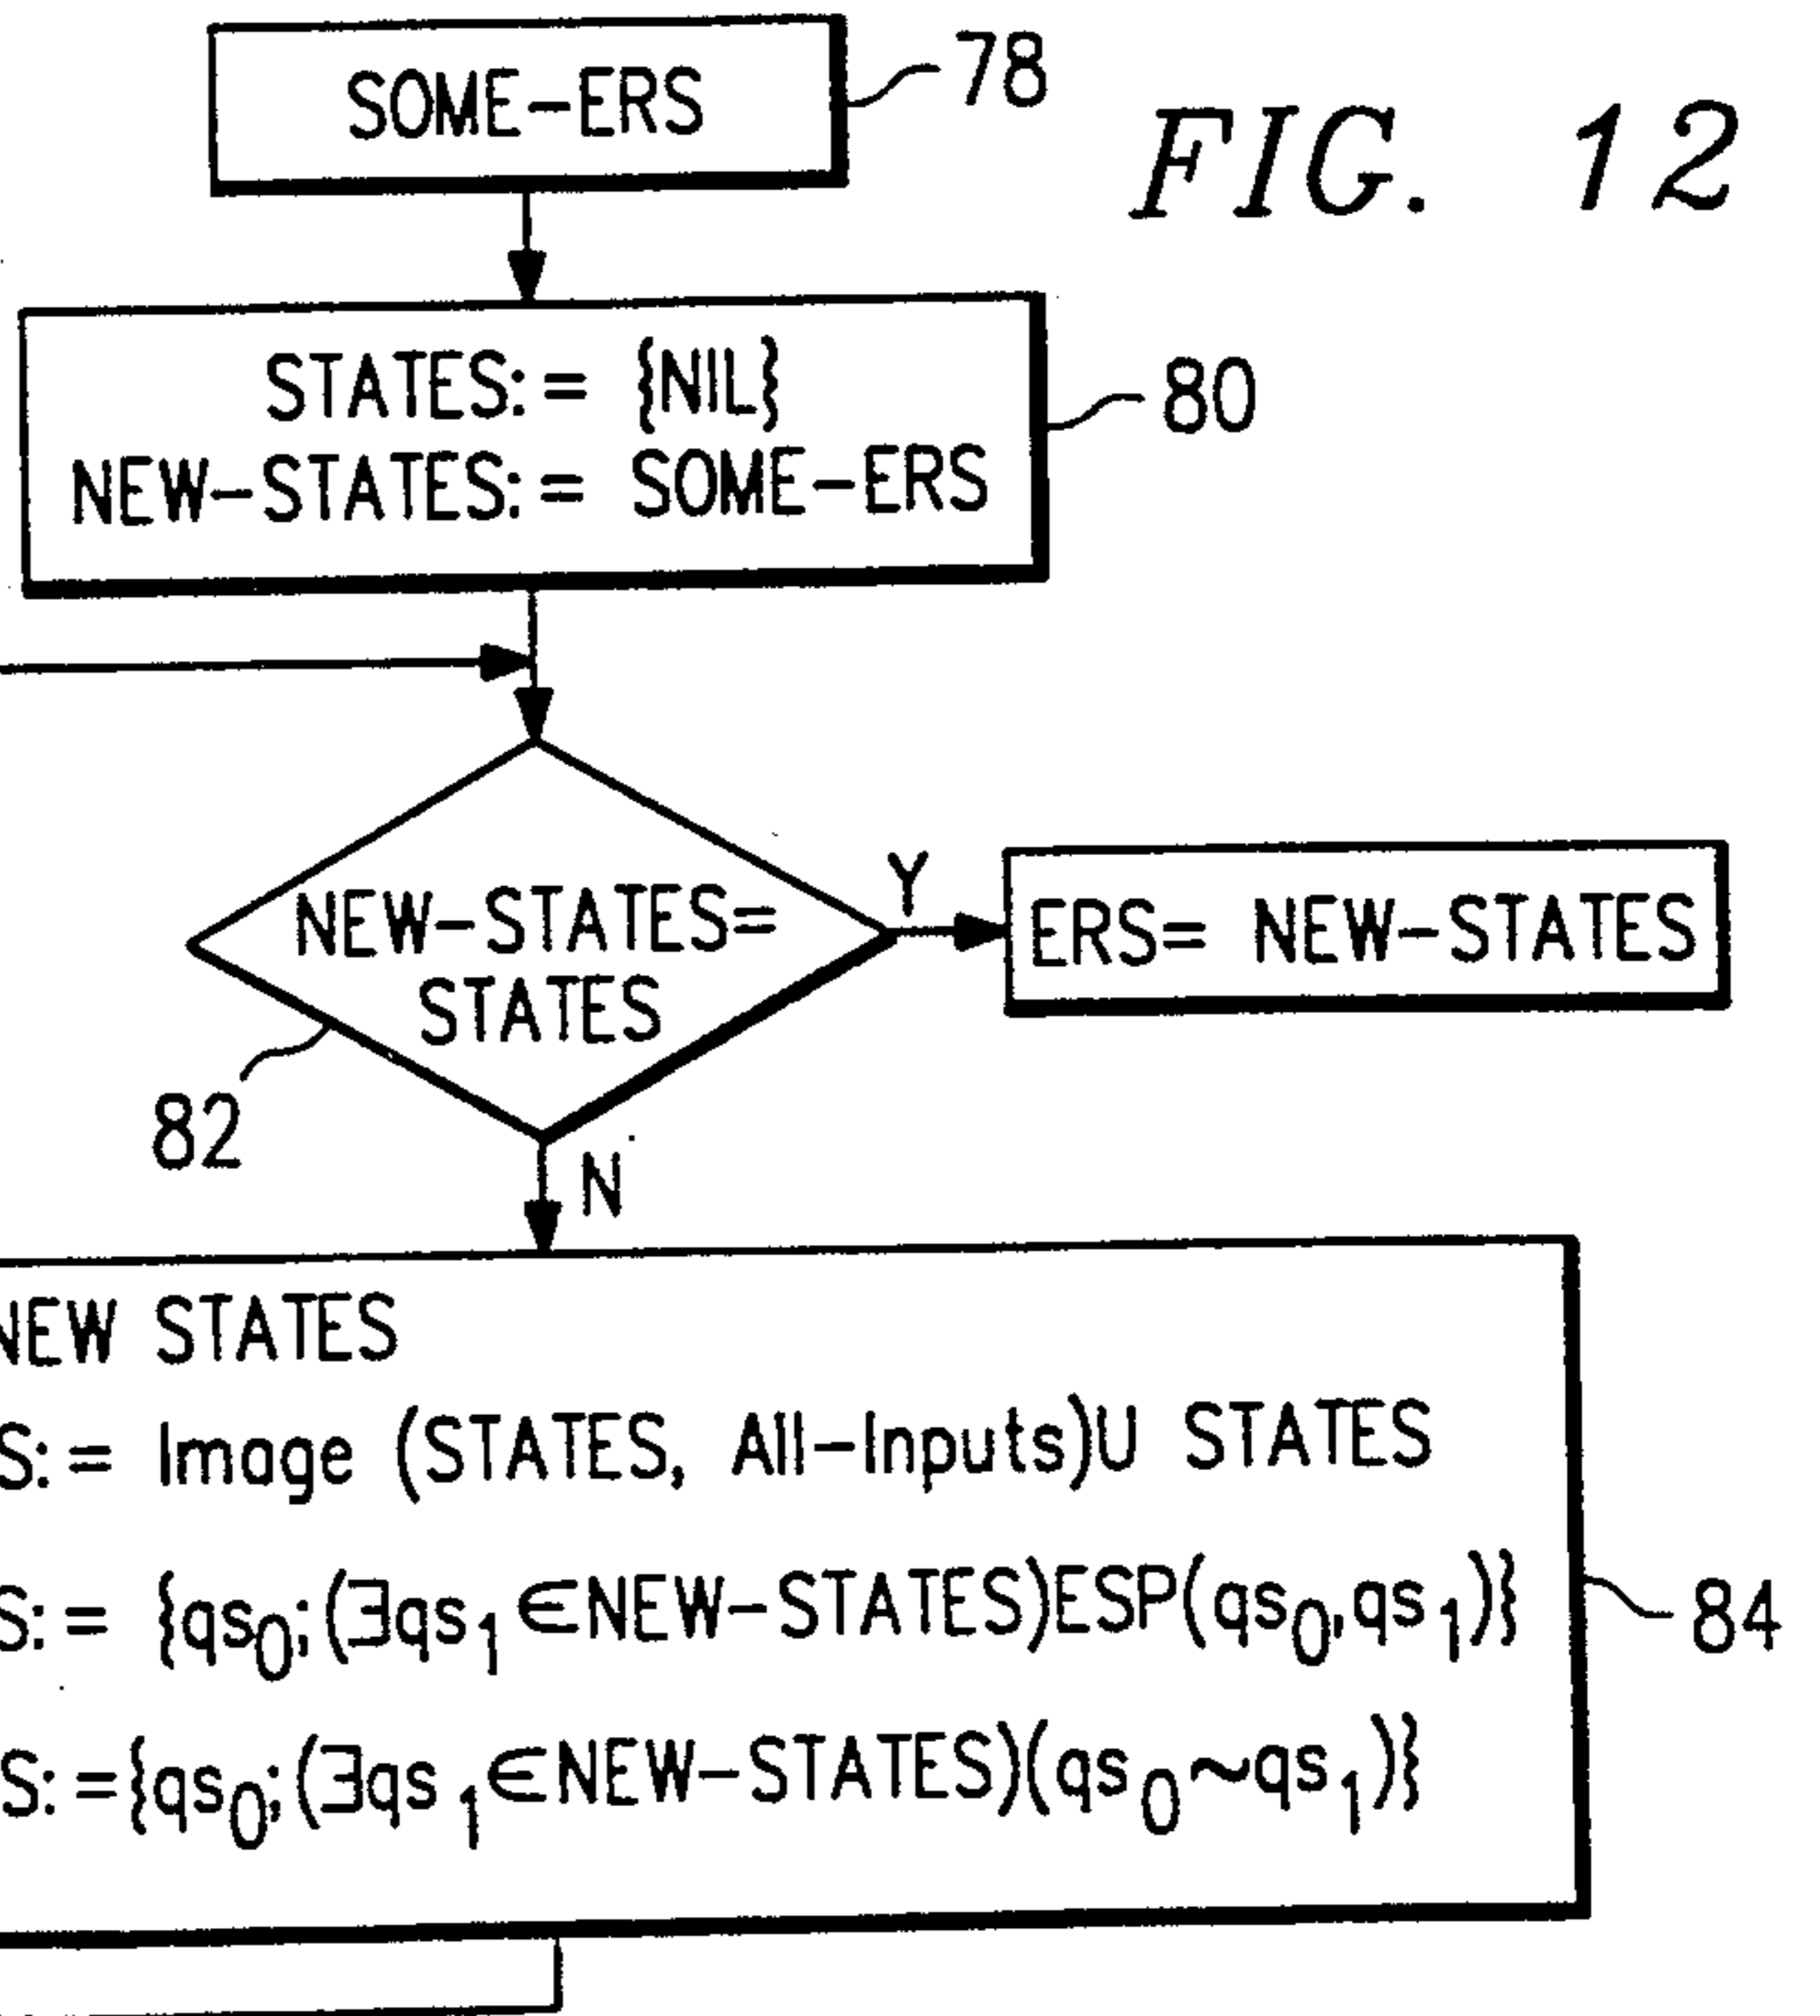 SOME-ERS
78
FIG. 12
STATES:= {NIL}
NEW-STATES:= SOME-ERS
80
NEW-STATES=
STATES
Y
ERS= NEW-STATES
82
N
NEW STATES
S:= Image (STATES, All-Inputs)U STATES
S:= {qs₀;(∃qs₁∈NEW-STATES)ESP(qs₀,qs₁)}
84
S:={qs₀;(∃qs₁∈NEW-STATES)(qs₀~qs₁)}